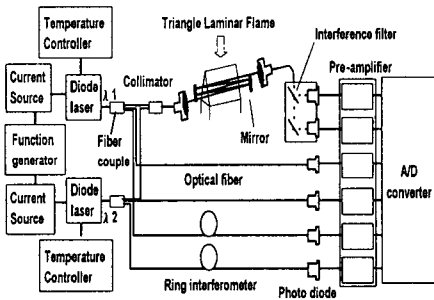 Temperature
Controller
Triangle Laminar Flame
Interference filter
Current
Source
Diode
laser
λ 1
Collimator
Pre-amplifier
Fiber
couple
Mirror
Function
generator
Optical fiber
A/D
converter
Current
Source
Diode
laser
λ 2
Temperature
Controller
Ring interferometer
Photo diode